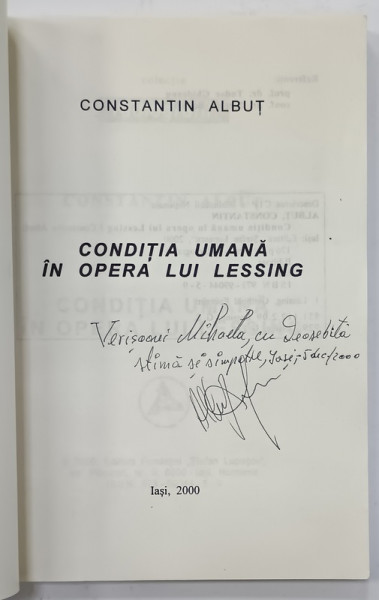 CONSTANTIN ALBUȚ
CONDIȚIA UMANĂ
ÎN OPERA LUI LESSING
Verișoarei Mihaela, cu deosebită
stimă și simpatie, Iași, 5 dec/2000
Iași, 2000